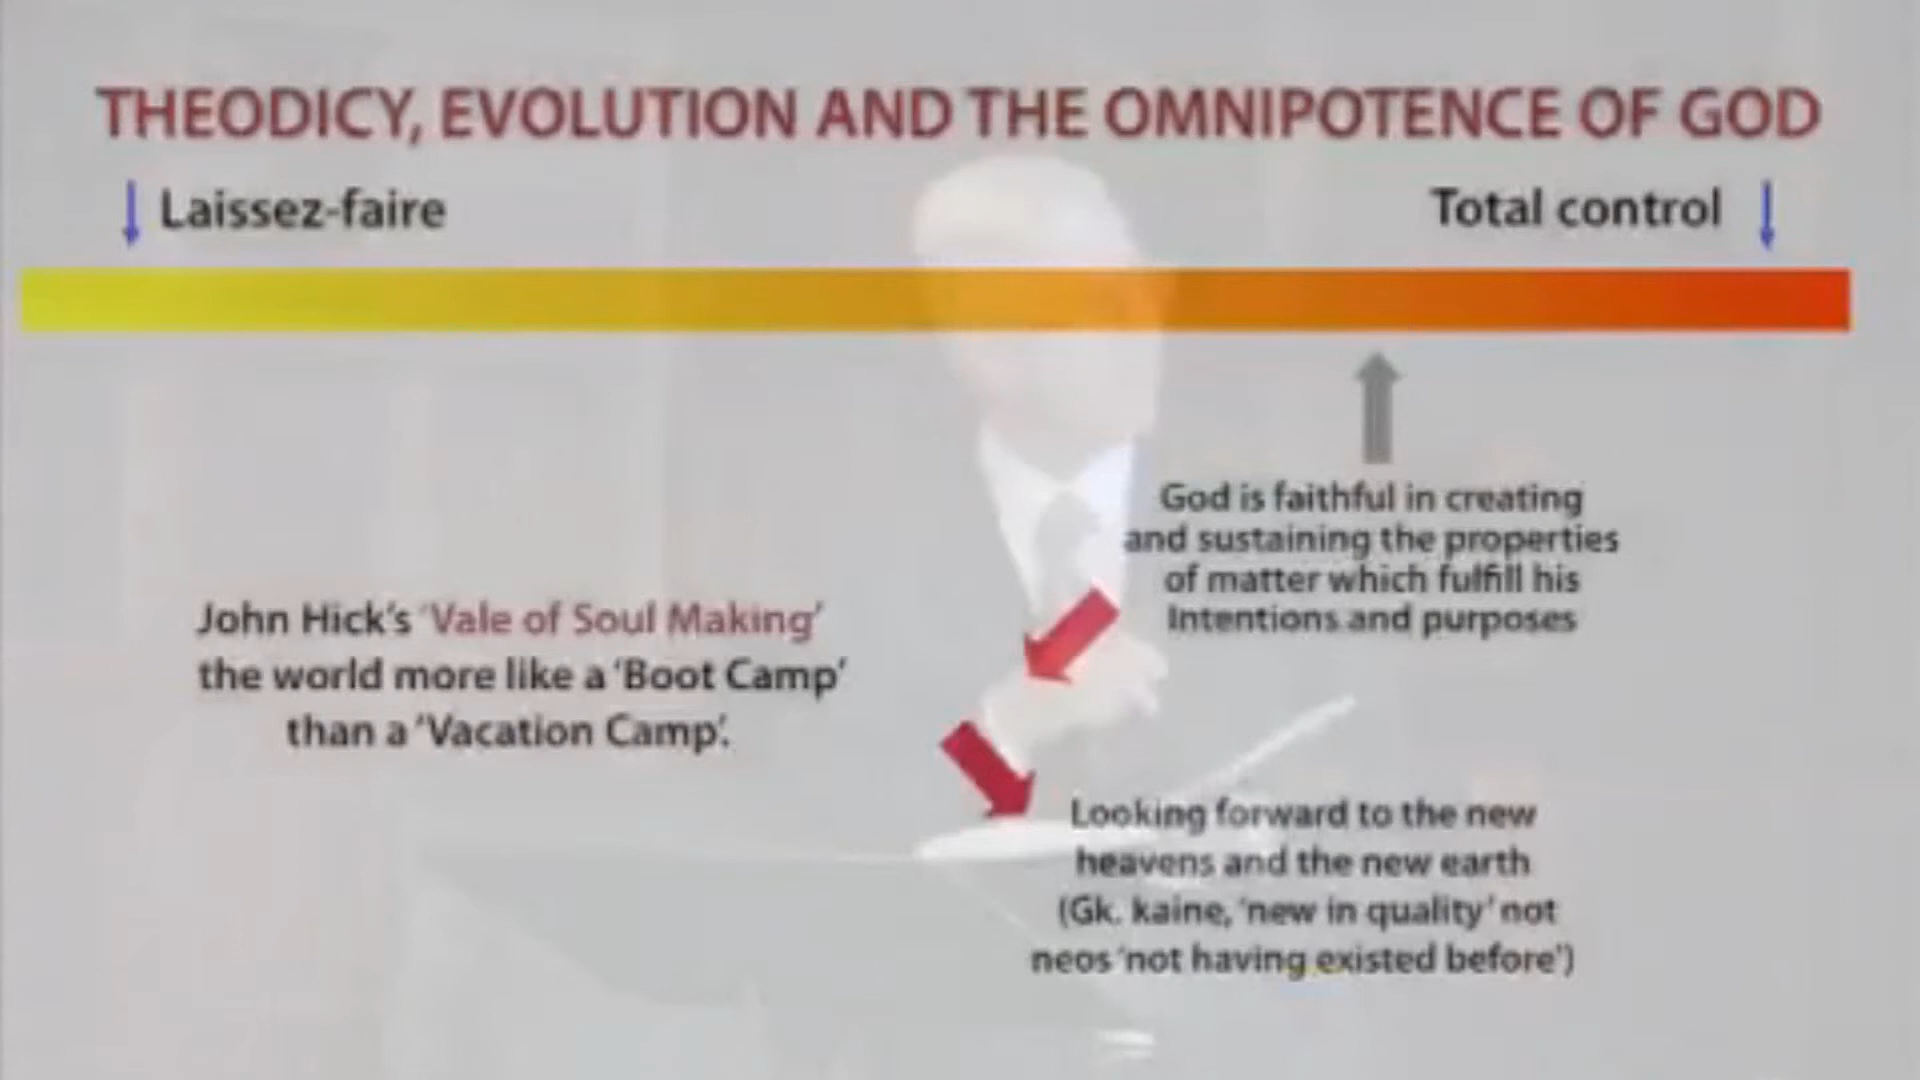 THEODICY, EVOLUTION AND THE OMNIPOTENCE OF GOD
Laissez-faire
Total control
God is faithful in creating
and sustaining the properties
of matter which fulfill his
Intentions and purposes
John Hick's 'Vale of Soul Making'
the world more like a 'Boot Camp'
than a 'Vacation Camp'.
Looking forward to the new
heavens and the new earth
(Gk. kaine, 'new in quality' not
neos 'not having existed before')